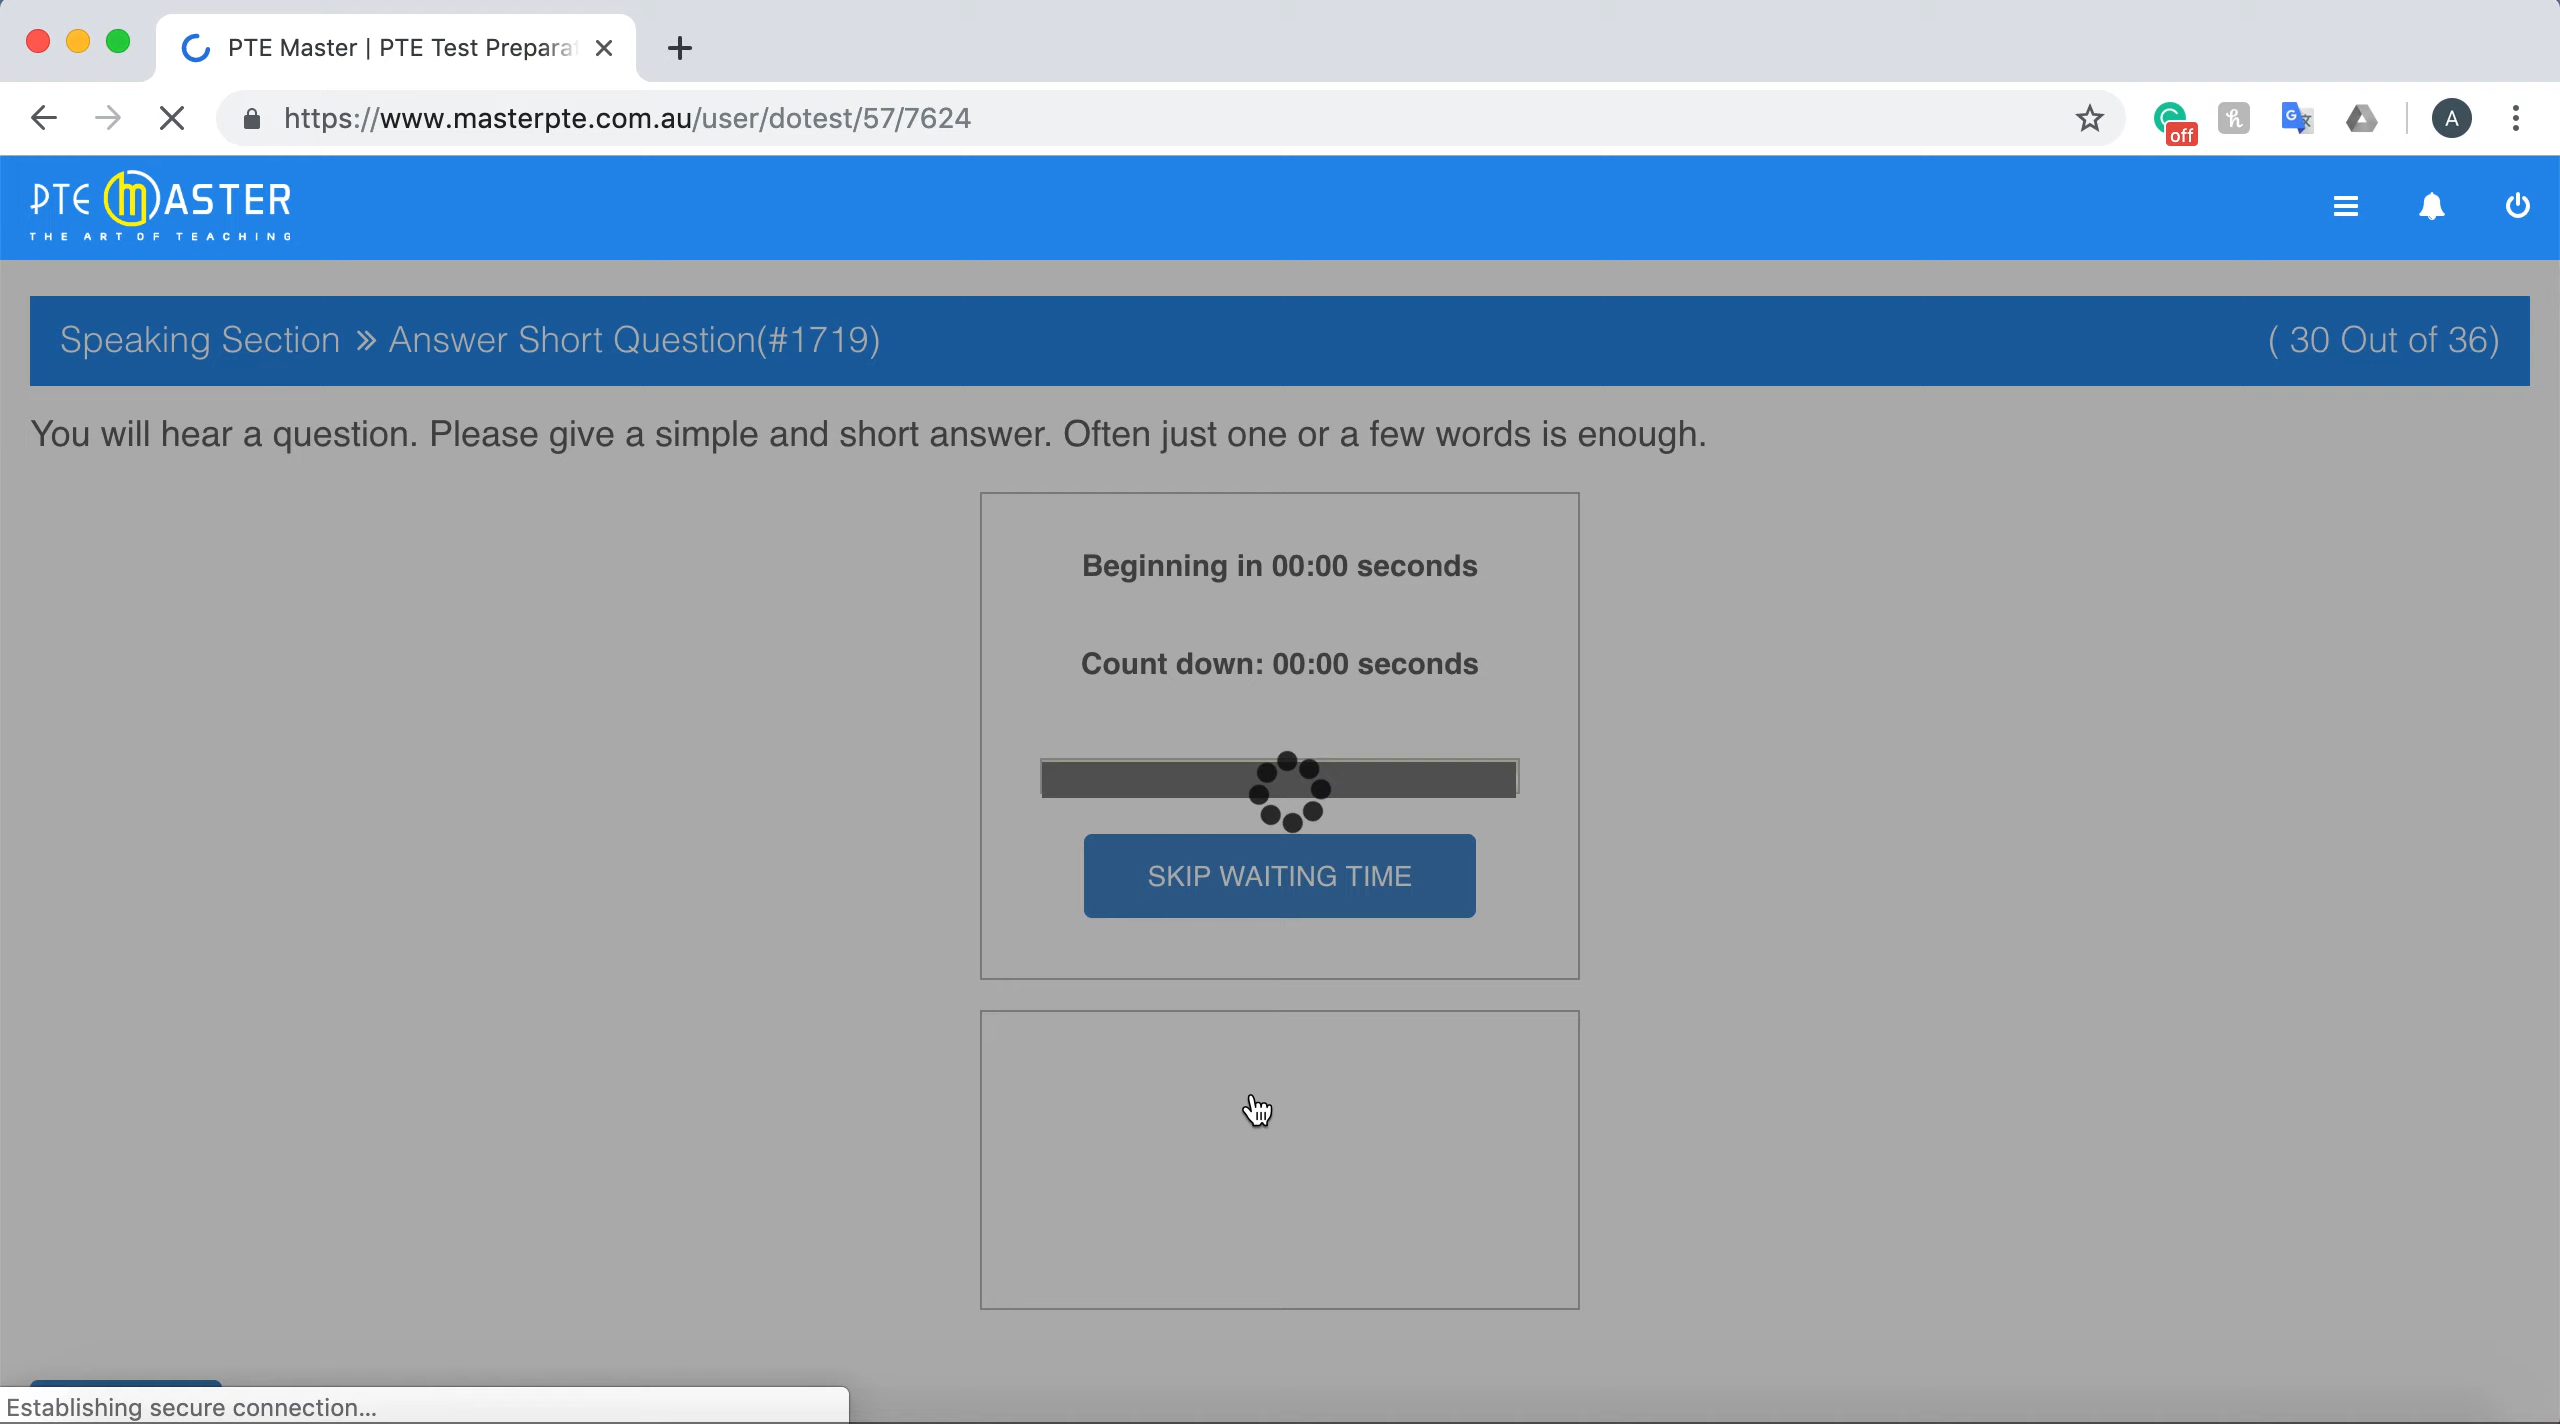 PTE Master | PTE Test Prepara
https://www.masterpte.com.au/user/dotest/57/7624
off
A
PTE MASTER
THE ART OF TEACHING
Speaking Section » Answer Short Question(#1719)
( 30 Out of 36)
You will hear a question. Please give a simple and short answer. Often just one or a few words is enough.
Beginning in 00:00 seconds
Count down: 00:00 seconds
SKIP WAITING TIME
Establishing secure connection...